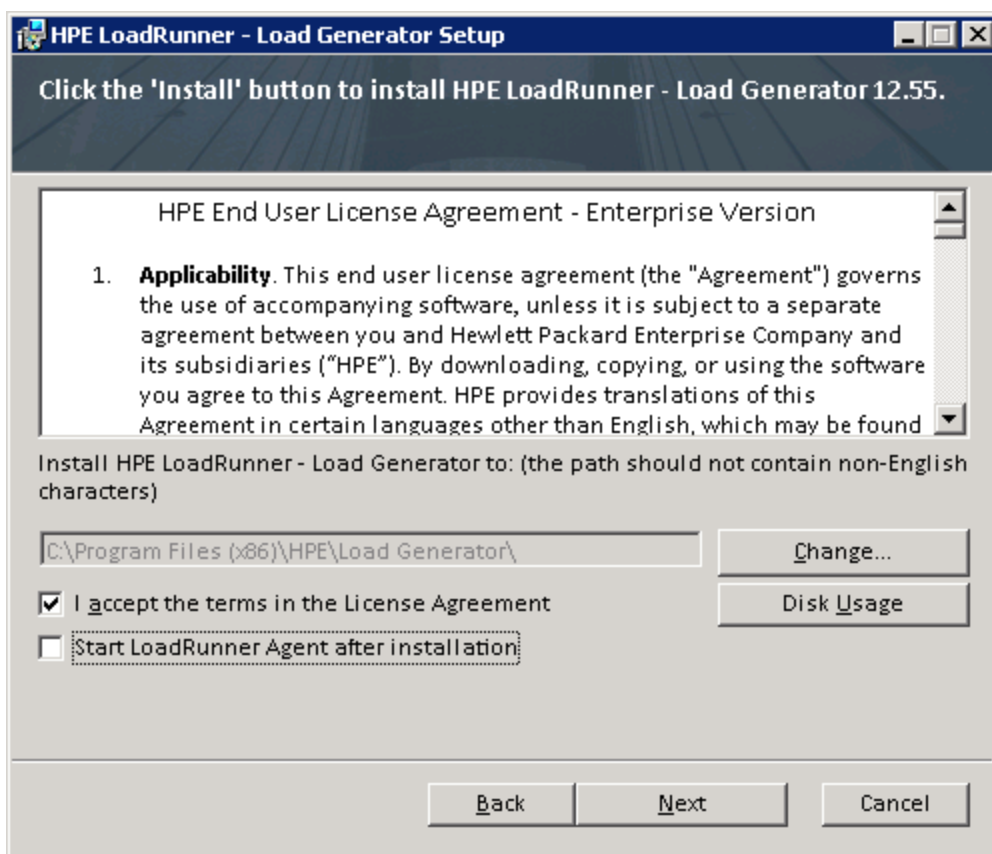 HPE LoadRunner - Load Generator Setup
Click the 'Install' button to install HPE LoadRunner - Load Generator 12.55.
HPE End User License Agreement - Enterprise Version
1. Applicability. This end user license agreement (the "Agreement") governs
the use of accompanying software, unless it is subject to a separate
agreement between you and Hewlett Packard Enterprise Company and
its subsidiaries (“HPE”). By downloading, copying, or using the software
you agree to this Agreement. HPE provides translations of this
Agreement in certain languages other than English, which may be found
Install HPE LoadRunner - Load Generator to: (the path should not contain non-English
characters)
C:\Program Files (x86)\HPE\Load Generator\
Change...
I accept the terms in the License Agreement
Disk Usage
Start LoadRunner Agent after installation
Back Next Cancel